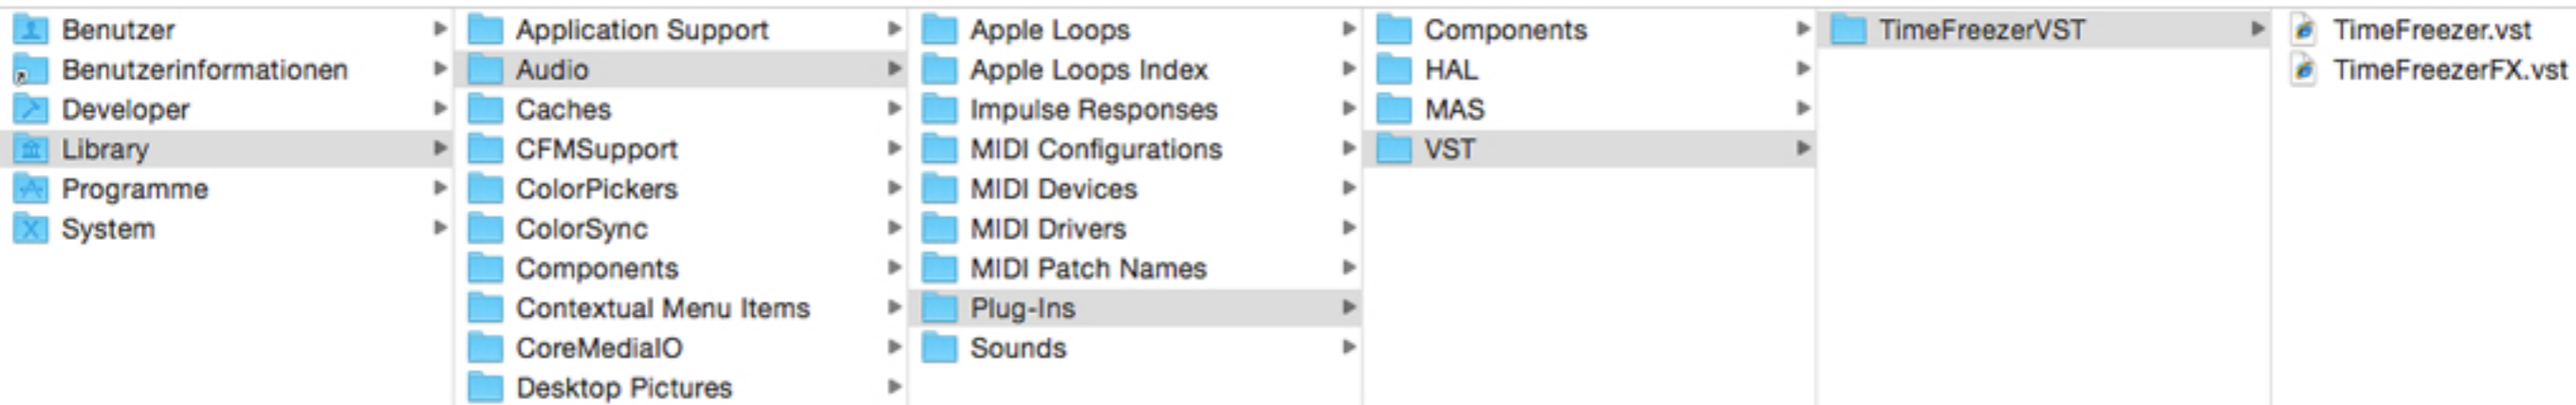 Benutzer
Benutzerinformationen
Developer
Library
Programme
System
Application Support
Audio
Caches
CFMSupport
ColorPickers
ColorSync
Components
Contextual Menu Items
CoreMediaIO
Desktop Pictures
Apple Loops
Apple Loops Index
Impulse Responses
MIDI Configurations
MIDI Devices
MIDI Drivers
MIDI Patch Names
Plug-Ins
Sounds
Components
HAL
MAS
VST
TimeFreezerVST
TimeFreezer.vst
TimeFreezerFX.vst